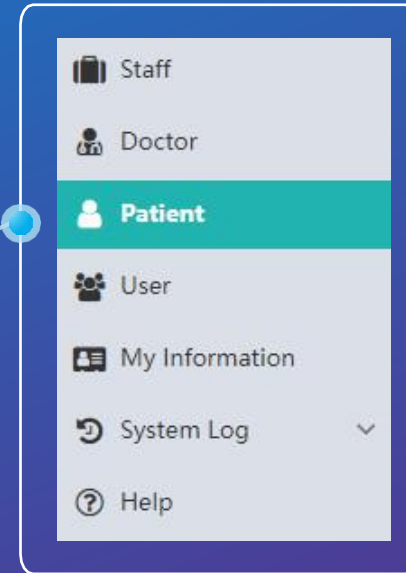 Staff
Doctor
Patient
User
My Information
System Log
Help